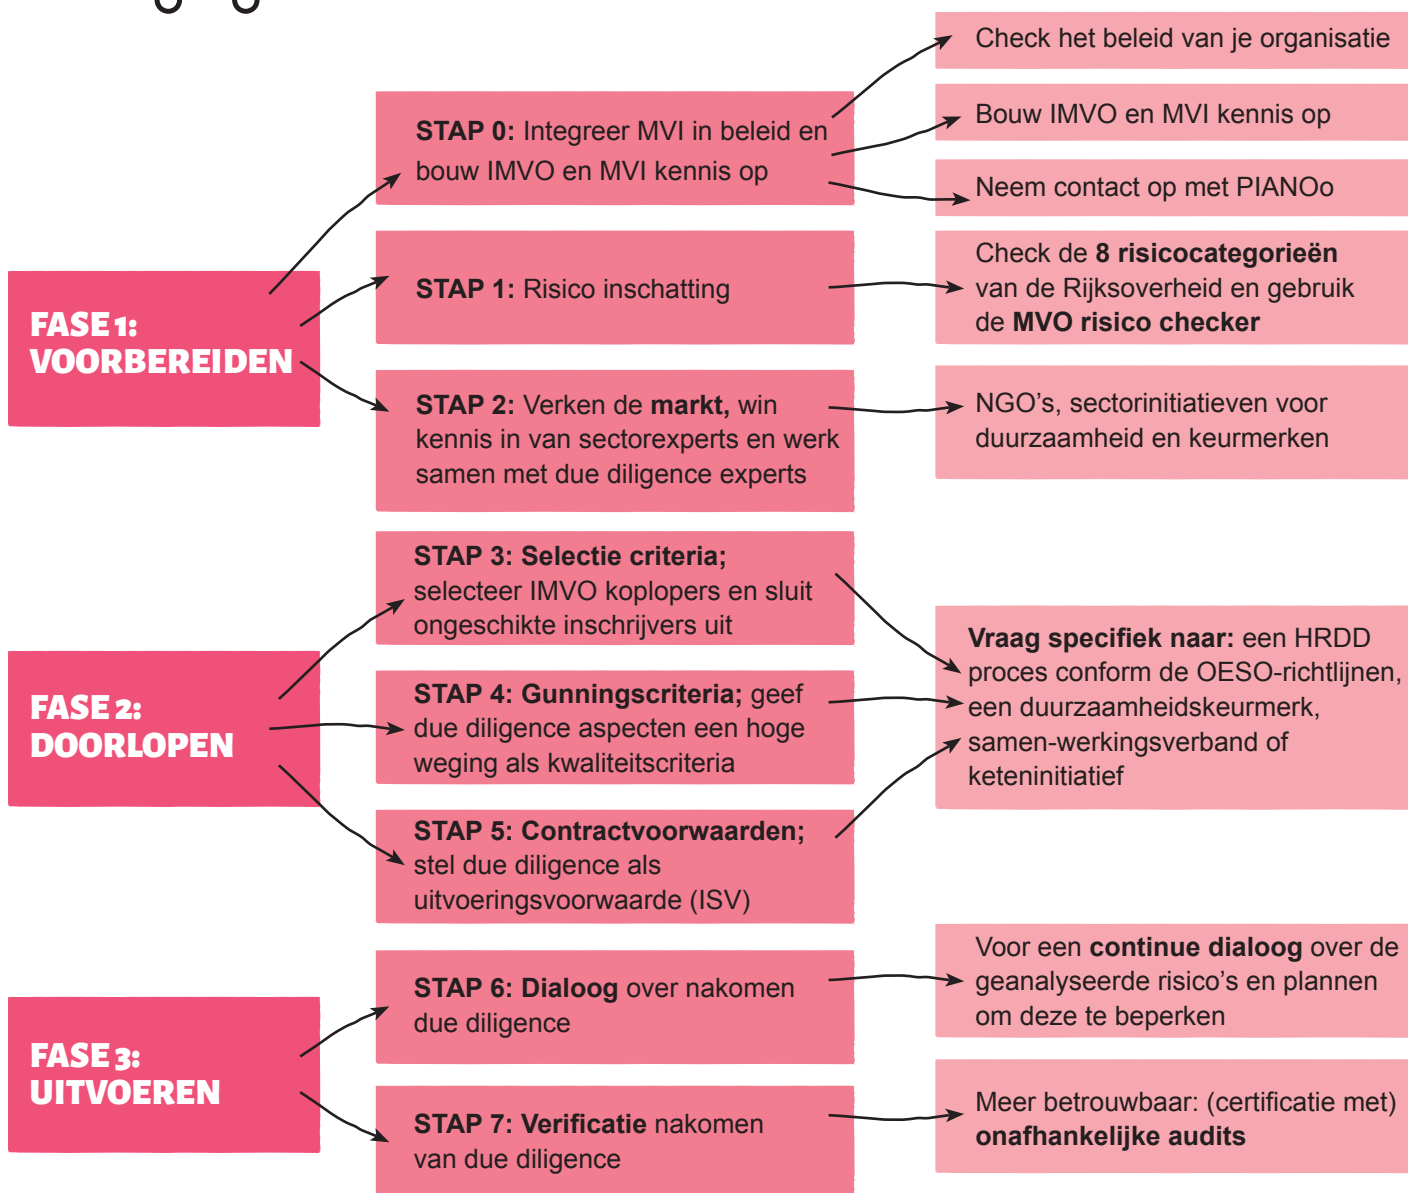 FASE 1:
VOORBEREIDEN
STAP 0: Integreer MVI in beleid en
bouw IMVO en MVI kennis op
Check het beleid van je organisatie
Bouw IMVO en MVI kennis op
Neem contact op met PIANOo
STAP 1: Risico inschatting
Check de 8 risicocategorieën
van de Rijksoverheid en gebruik
de MVO risico checker
STAP 2: Verken de markt, win
kennis in van sectorexperts en werk
samen met due diligence experts
NGO’s, sectorinitiatieven voor
duurzaamheid en keurmerken
FASE 2:
DOORLOPEN
STAP 3: Selectie criteria;
selecteer IMVO koplopers en sluit
ongeschikte inschrijvers uit
STAP 4: Gunningscriteria; geef
due diligence aspecten een hoge
weging als kwaliteitscriteria
STAP 5: Contractvoorwaarden;
stel due diligence als
uitvoeringsvoorwaarde (ISV)
Vraag specifiek naar: een HRDD
proces conform de OESO-richtlijnen,
een duurzaamheidskeurmerk,
samen-werkingsverband of
keteninitiatief
FASE 3:
UITVOEREN
STAP 6: Dialoog over nakomen
due diligence
Voor een continue dialoog over de
geanalyseerde risico’s en plannen
om deze te beperken
STAP 7: Verificatie nakomen
van due diligence
Meer betrouwbaar: (certificatie met)
onafhankelijke audits